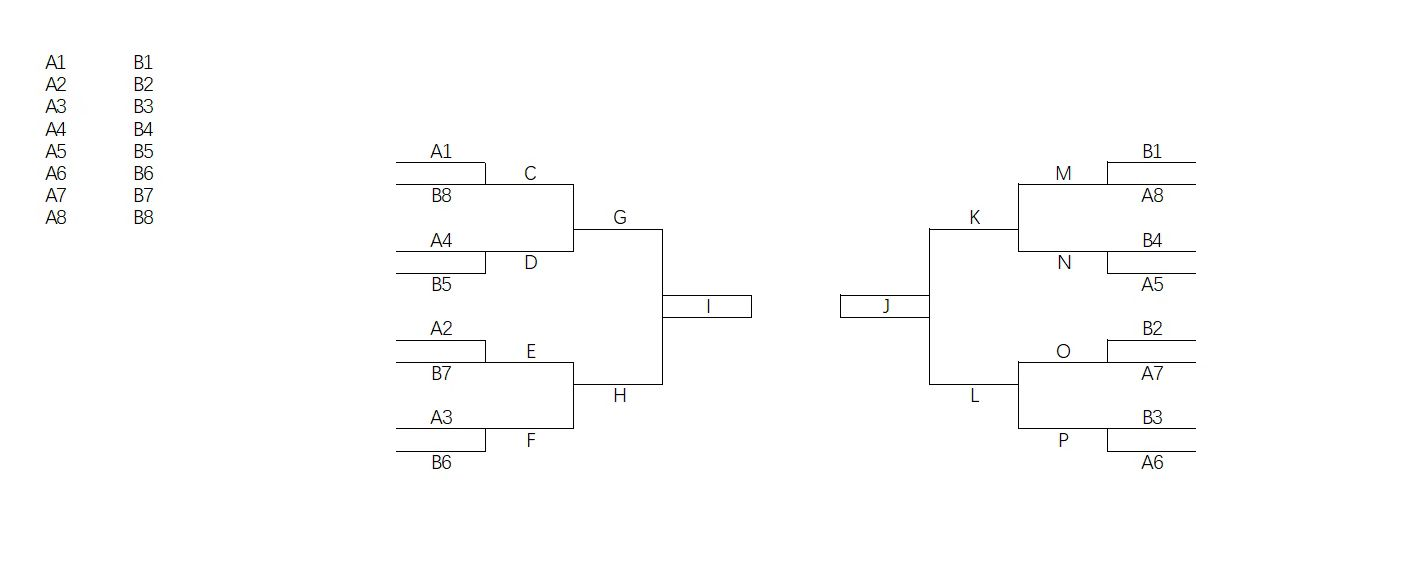 A1 B1
A2 B2
A3 B3
A4 B4
A5 B5
A6 B6
A7 B7
A8 B8
A1
C
B8
G
A4
D
B5
I
A2
E
B7
H
A3
F
B6
B1
M
A8
K
B4
N
A5
J
B2
O
A7
L
B3
P
A6